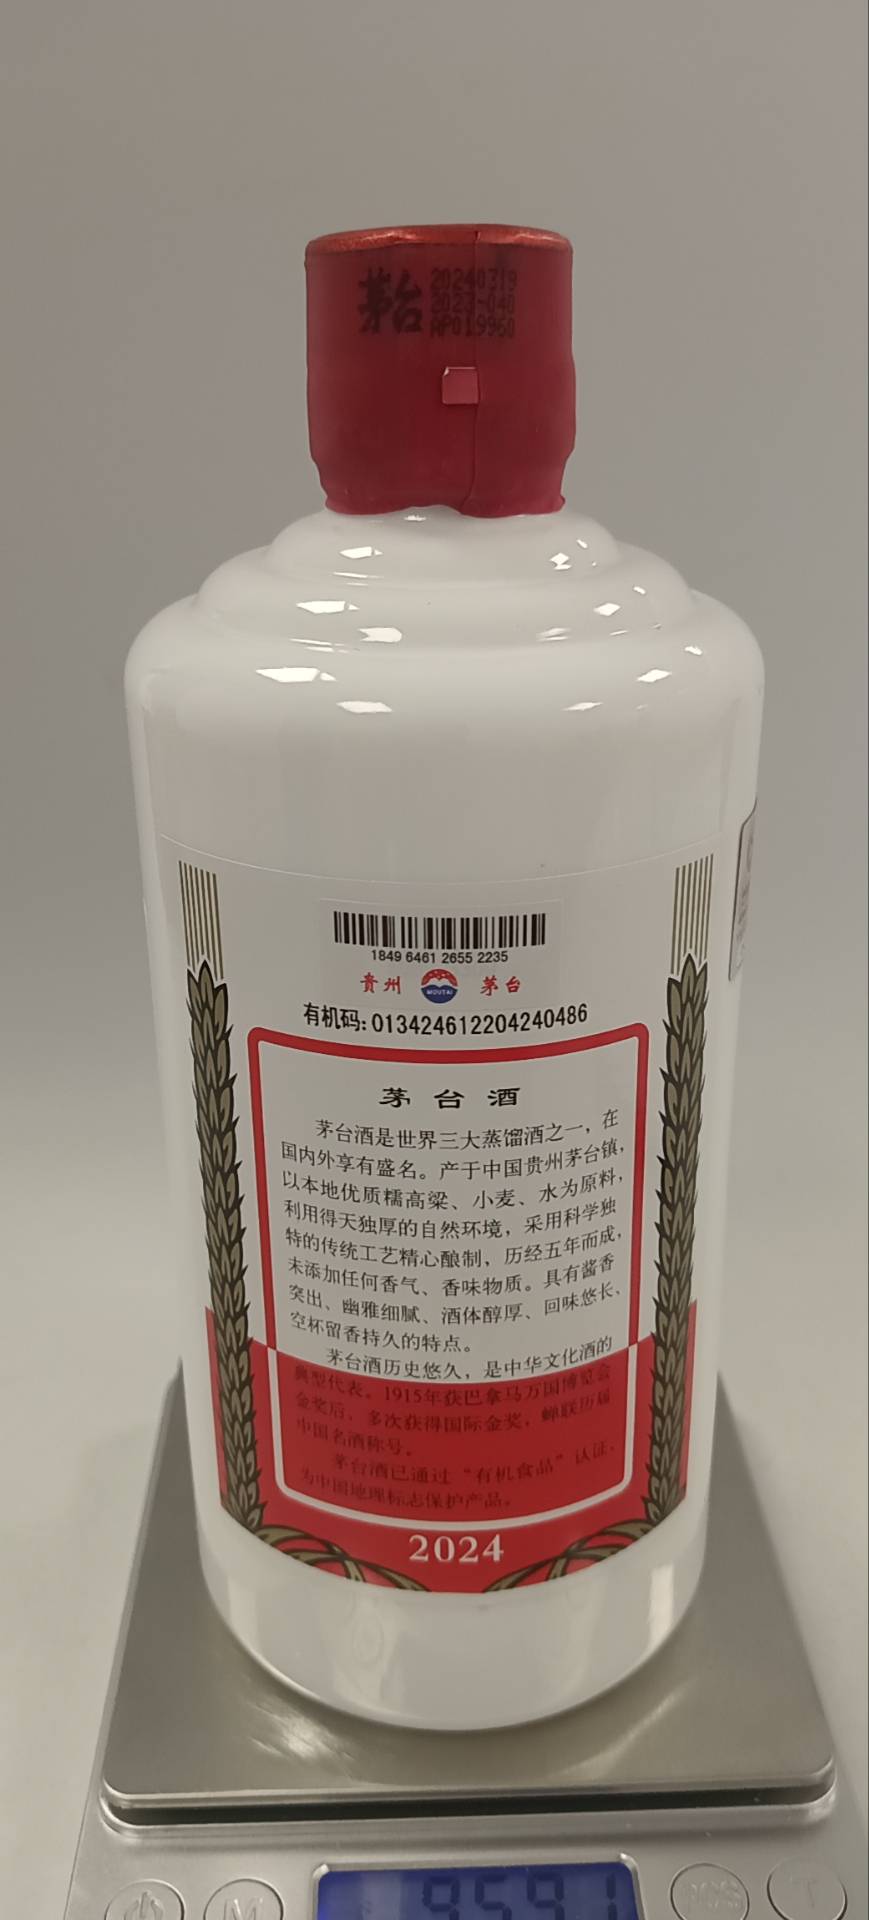 茅台 20240319
2023-040
AP019960
1849 6461 2655 2235
贵州 MOUTAI 茅台
有机码: 013424612204240486
茅台酒
茅台酒是世界三大蒸馏酒之一，在
国内外享有盛名。产于中国贵州茅台镇，
以本地优质糯高粱、小麦、水为原料，
利用得天独厚的自然环境，采用科学独
特的传统工艺精心酿制，历经五年而成，
未添加任何香气、香味物质。具有酱香
突出、幽雅细腻、酒体醇厚、回味悠长、
空杯留香持久的特点。
茅台酒历史悠久，是中华文化酒的
典型代表。1915年获巴拿马万国博览会
金奖后，多次获得国际金奖，蝉联历届
中国名酒称号。
茅台酒已通过“有机食品”认证，
为中国地理标志保护产品。
2024
M PCS T